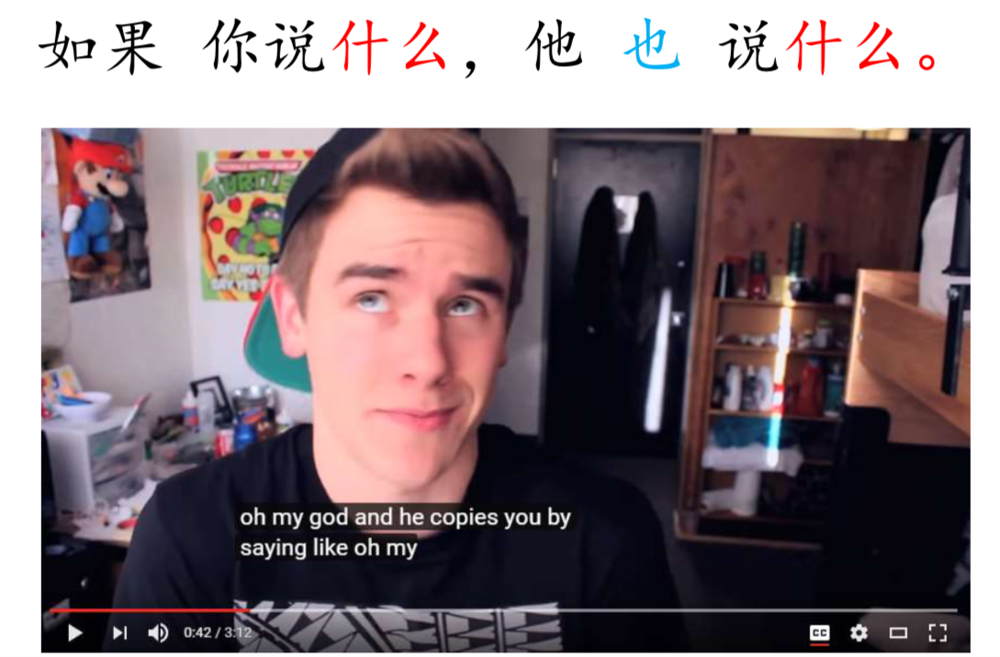 如果 你说什么，他 也 说什么。
TURTLE
oh my god and he copies you by
saying like oh my
0:42 / 3:12
CC